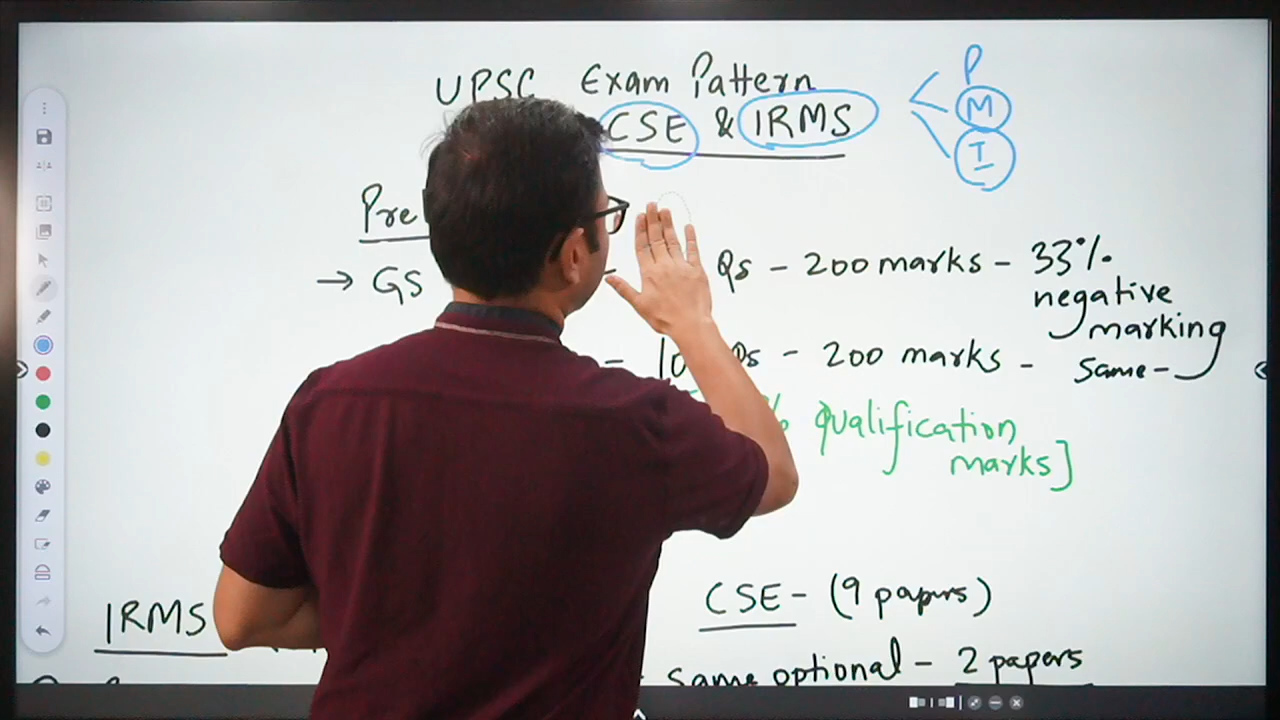 UPSC Exam Pattern
CSE & IRMS
P
M
I
Pre
→ GS
Qs - 200 marks - 33%
negative
marking
- 10 Qs - 200 marks - same -
% qualification
marks]
IRMS
CSE - (9 papers)
same optional - 2 papers